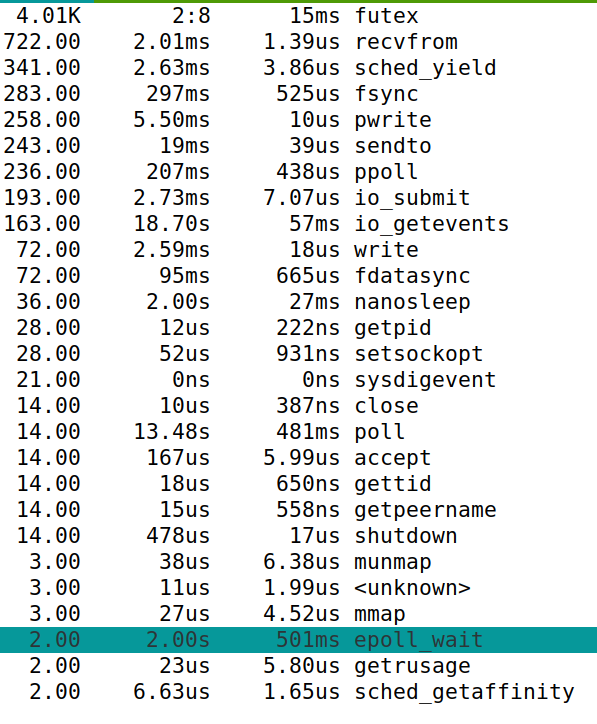 4.01K 2:8 15ms futex
722.00 2.01ms 1.39us recvfrom
341.00 2.63ms 3.86us sched_yield
283.00 297ms 525us fsync
258.00 5.50ms 10us pwrite
243.00 19ms 39us sendto
236.00 207ms 438us ppoll
193.00 2.73ms 7.07us io_submit
163.00 18.70s 57ms io_getevents
72.00 2.59ms 18us write
72.00 95ms 665us fdatasync
36.00 2.00s 27ms nanosleep
28.00 12us 222ns getpid
28.00 52us 931ns setsockopt
21.00 0ns 0ns sysdigevent
14.00 10us 387ns close
14.00 13.48s 481ms poll
14.00 167us 5.99us accept
14.00 18us 650ns gettid
14.00 15us 558ns getpeername
14.00 478us 17us shutdown
3.00 38us 6.38us munmap
3.00 11us 1.99us <unknown>
3.00 27us 4.52us mmap
2.00 2.00s 501ms epoll_wait
2.00 23us 5.80us getrusage
2.00 6.63us 1.65us sched_getaffinity